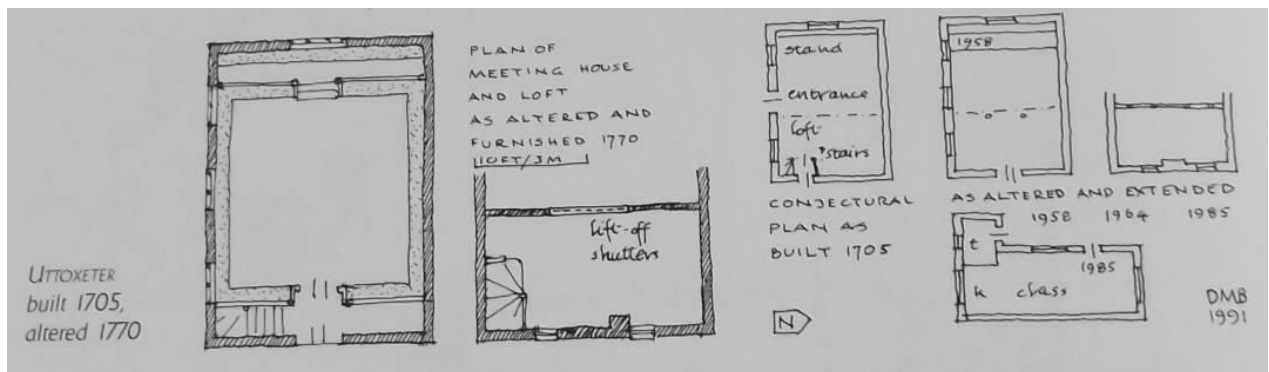 UTTOXETER
built 1705,
altered 1770
PLAN OF
MEETING HOUSE
AND LOFT
AS ALTERED AND
FURNISHED 1770
10FT/3M
lift-off
shutters
stand
entrance
loft
stairs
CONJECTURAL
PLAN AS
BUILT 1705
N
1958
AS ALTERED AND EXTENDED
1958 1964 1985
t
1985
k class
DMB
1991